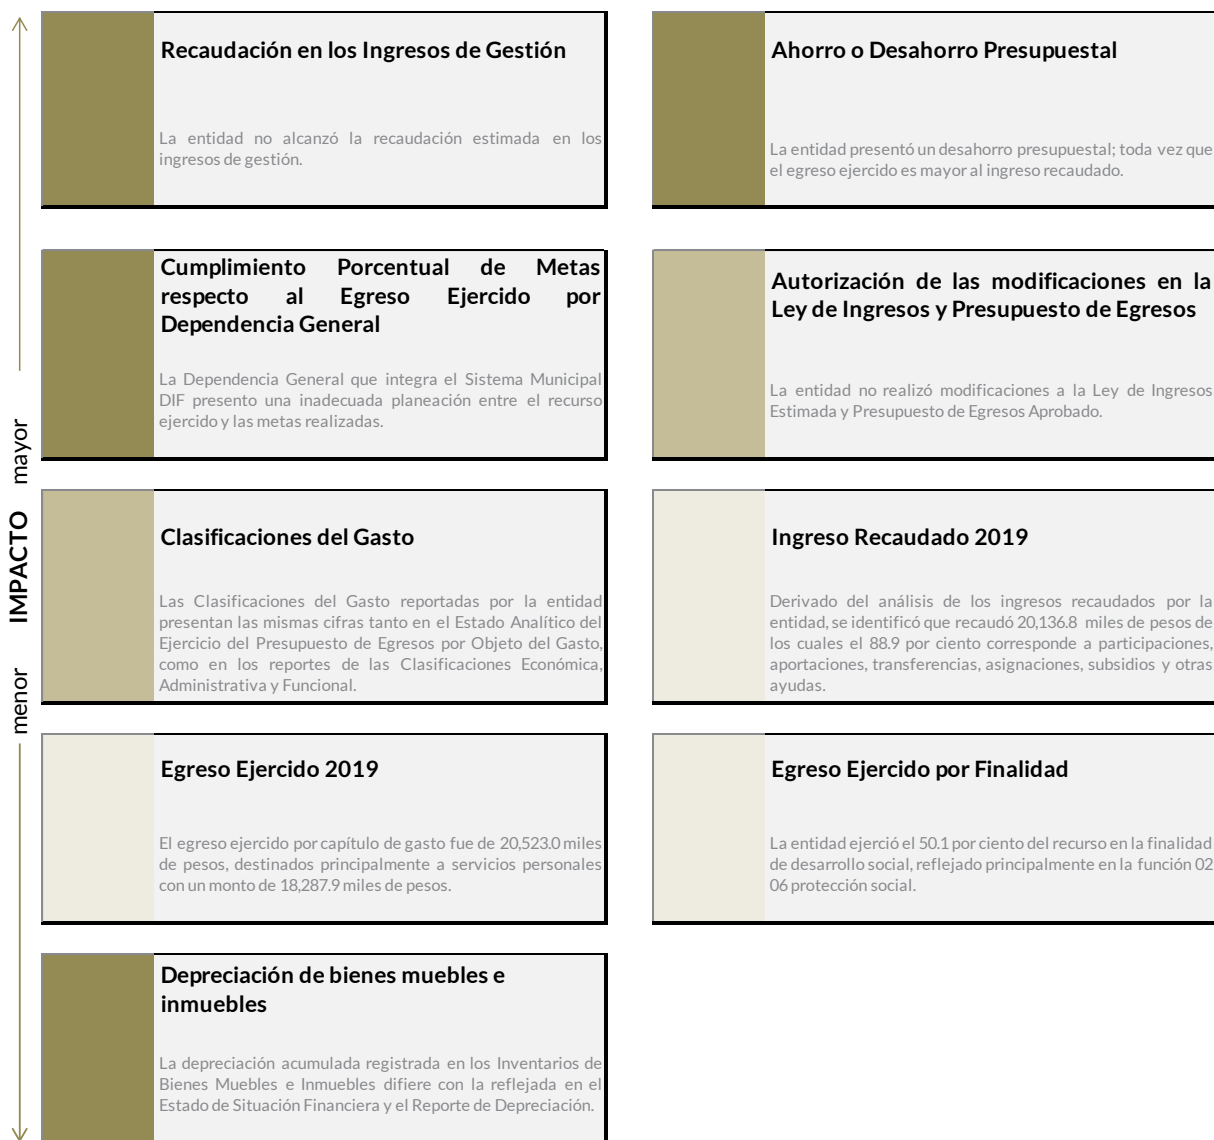 Recaudación en los Ingresos de Gestión
La entidad no alcanzó la recaudación estimada en los
ingresos de gestión.
Ahorro o Desahorro Presupuestal
La entidad presentó un desahorro presupuestal; toda vez que
el egreso ejercido es mayor al ingreso recaudado.
Cumplimiento Porcentual de Metas
respecto al Egreso Ejercido por
Dependencia General
La Dependencia General que integra el Sistema Municipal
DIF presento una inadecuada planeación entre el recurso
ejercido y las metas realizadas.
Autorización de las modificaciones en la
Ley de Ingresos y Presupuesto de Egresos
La entidad no realizó modificaciones a la Ley de Ingresos
Estimada y Presupuesto de Egresos Aprobado.
menor IMPACTO mayor
Clasificaciones del Gasto
Las Clasificaciones del Gasto reportadas por la entidad
presentan las mismas cifras tanto en el Estado Analítico del
Ejercicio del Presupuesto de Egresos por Objeto del Gasto,
como en los reportes de las Clasificaciones Económica,
Administrativa y Funcional.
Ingreso Recaudado 2019
Derivado del análisis de los ingresos recaudados por la
entidad, se identificó que recaudó 20,136.8 miles de pesos de
los cuales el 88.9 por ciento corresponde a participaciones,
aportaciones, transferencias, asignaciones, subsidios y otras
ayudas.
Egreso Ejercido 2019
El egreso ejercido por capítulo de gasto fue de 20,523.0 miles
de pesos, destinados principalmente a servicios personales
con un monto de 18,287.9 miles de pesos.
Egreso Ejercido por Finalidad
La entidad ejerció el 50.1 por ciento del recurso en la finalidad
de desarrollo social, reflejado principalmente en la función 02
06 protección social.
Depreciación de bienes muebles e
inmuebles
La depreciación acumulada registrada en los Inventarios de
Bienes Muebles e Inmuebles difiere con la reflejada en el
Estado de Situación Financiera y el Reporte de Depreciación.